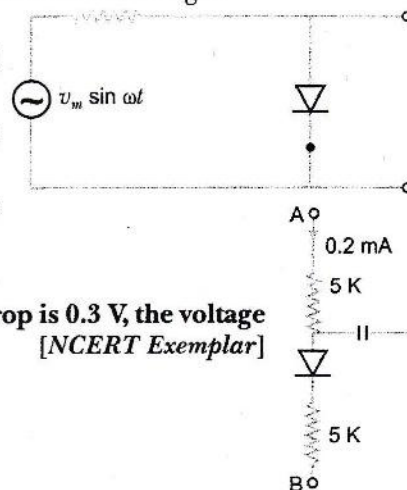 v_m sin ωt
A
0.2 mA
5 K
rop is 0.3 V, the voltage
[NCERT Exemplar]
5 K
B